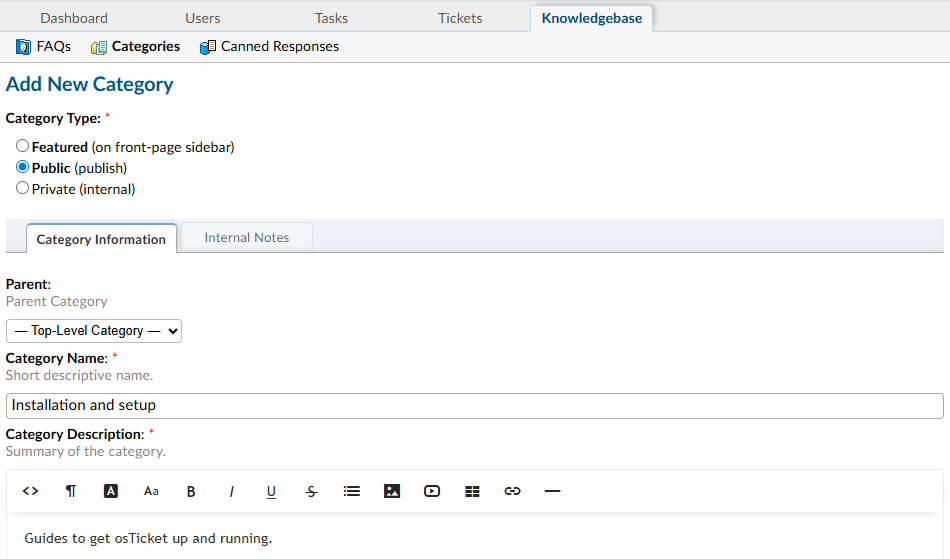 Dashboard Users Tasks Tickets Knowledgebase
FAQs Categories Canned Responses
Add New Category
Category Type: *
Featured (on front-page sidebar)
Public (publish)
Private (internal)
Category Information Internal Notes
Parent:
Parent Category
— Top-Level Category —
Category Name: *
Short descriptive name.
Installation and setup
Category Description: *
Summary of the category.
<> ¶ A Aa B I U S
Guides to get osTicket up and running.